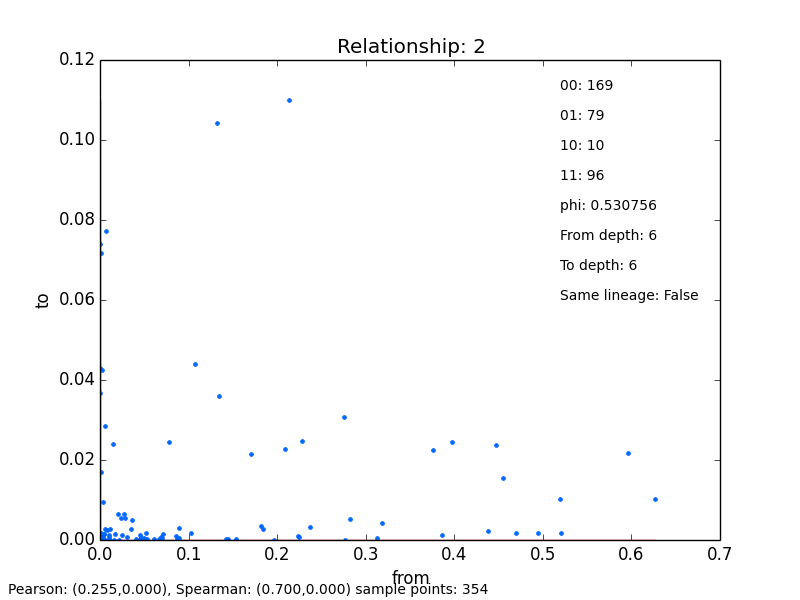 Relationship: 2
0.12
0.10
0.08
0.06
0.04
0.02
0.00
to
00: 169
01: 79
10: 10
11: 96
phi: 0.530756
From depth: 6
To depth: 6
Same lineage: False
0.0 0.1 0.2 0.3 0.4 0.5 0.6 0.7
from
Pearson: (0.255,0.000), Spearman: (0.700,0.000) sample points: 354